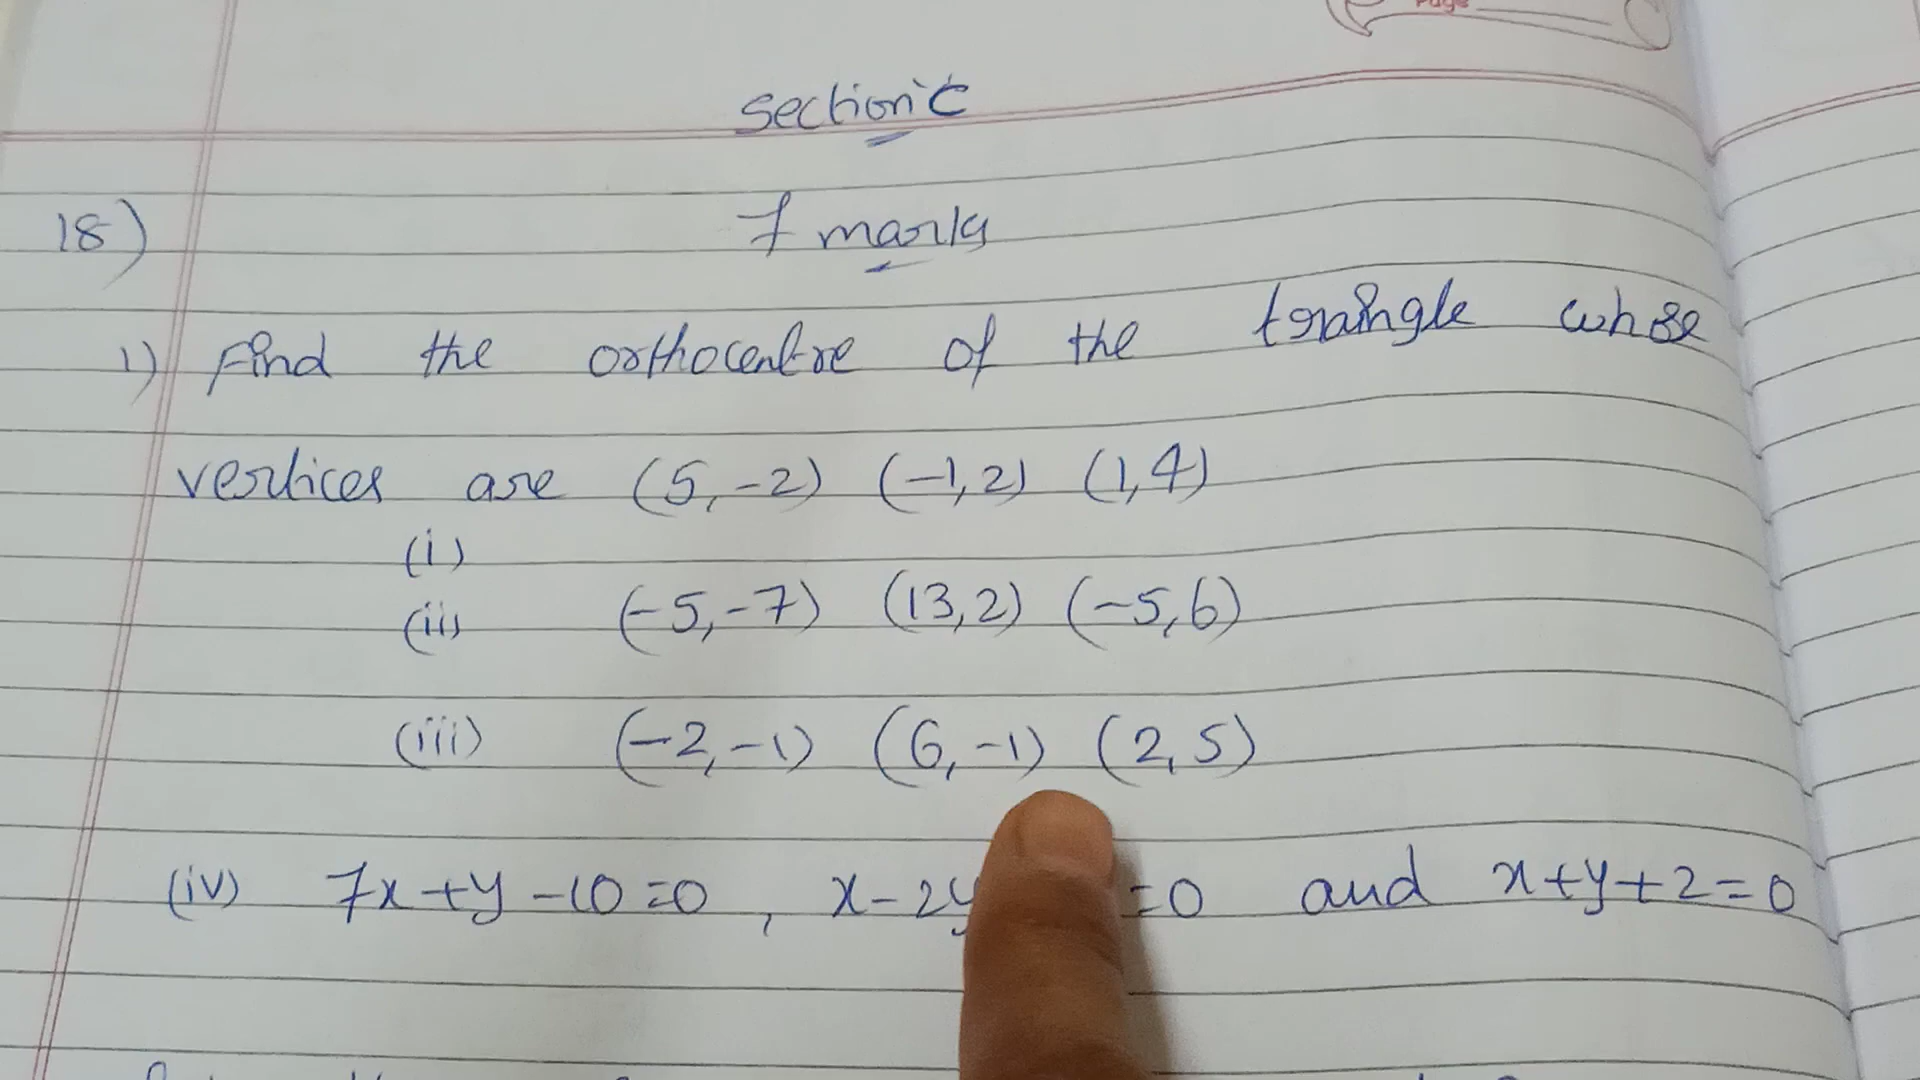 Page
Section 'C
18) 7 marks
1) Find the orthocentre of the traingle whose
vertices are (5,-2) (-1,2) (1,4)
(i)
(ii) (-5,-7) (13,2) (-5,6)
(iii) (-2,-1) (6,-1) (2,5)
(iv) 7x+y-10=0, x-2y =0 and x+y+2=0